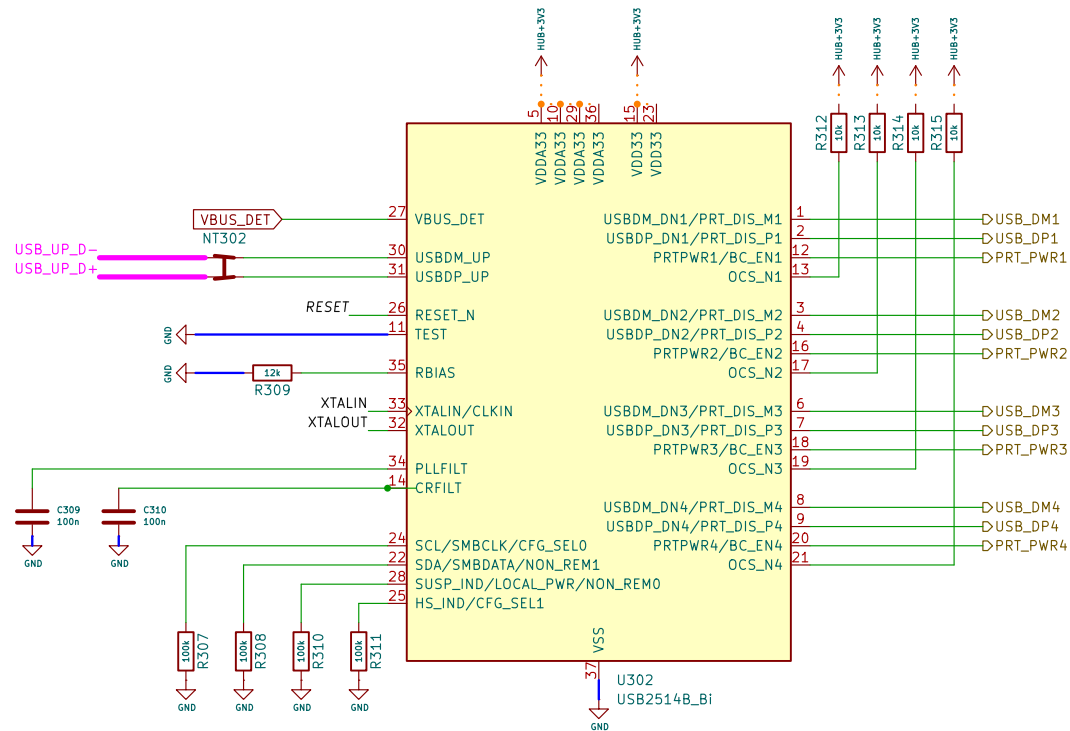 HUB+3V3
HUB+3V3
HUB+3V3
HUB+3V3
HUB+3V3
HUB+3V3
5
10
29
36
15
23
VDDA33
VDDA33
VDDA33
VDDA33
VDD33
VDD33
R312
10k
R313
10k
R314
10k
R315
10k
VBUS_DET
27
VBUS_DET
NT302
USB_UP_D-
30
USBDM_UP
USB_UP_D+
31
USBDP_UP
RESET
26
RESET_N
GND
11
TEST
GND
12k
R309
35
RBIAS
XTALIN
33
XTALIN/CLKIN
XTALOUT
32
XTALOUT
34
PLLFILT
14
CRFILT
C309
100n
GND
C310
100n
GND
24
SCL/SMBCLK/CFG_SEL0
22
SDA/SMBDATA/NON_REM1
28
SUSP_IND/LOCAL_PWR/NON_REM0
25
HS_IND/CFG_SEL1
100k
R307
GND
100k
R308
GND
100k
R310
GND
100k
R311
GND
USBDM_DN1/PRT_DIS_M1
1
USB_DM1
USBDP_DN1/PRT_DIS_P1
2
USB_DP1
PRTPWR1/BC_EN1
12
PRT_PWR1
OCS_N1
13
USBDM_DN2/PRT_DIS_M2
3
USB_DM2
USBDP_DN2/PRT_DIS_P2
4
USB_DP2
PRTPWR2/BC_EN2
16
PRT_PWR2
OCS_N2
17
USBDM_DN3/PRT_DIS_M3
6
USB_DM3
USBDP_DN3/PRT_DIS_P3
7
USB_DP3
PRTPWR3/BC_EN3
18
PRT_PWR3
OCS_N3
19
USBDM_DN4/PRT_DIS_M4
8
USB_DM4
USBDP_DN4/PRT_DIS_P4
9
USB_DP4
PRTPWR4/BC_EN4
20
PRT_PWR4
OCS_N4
21
VSS
37
GND
U302
USB2514B_Bi